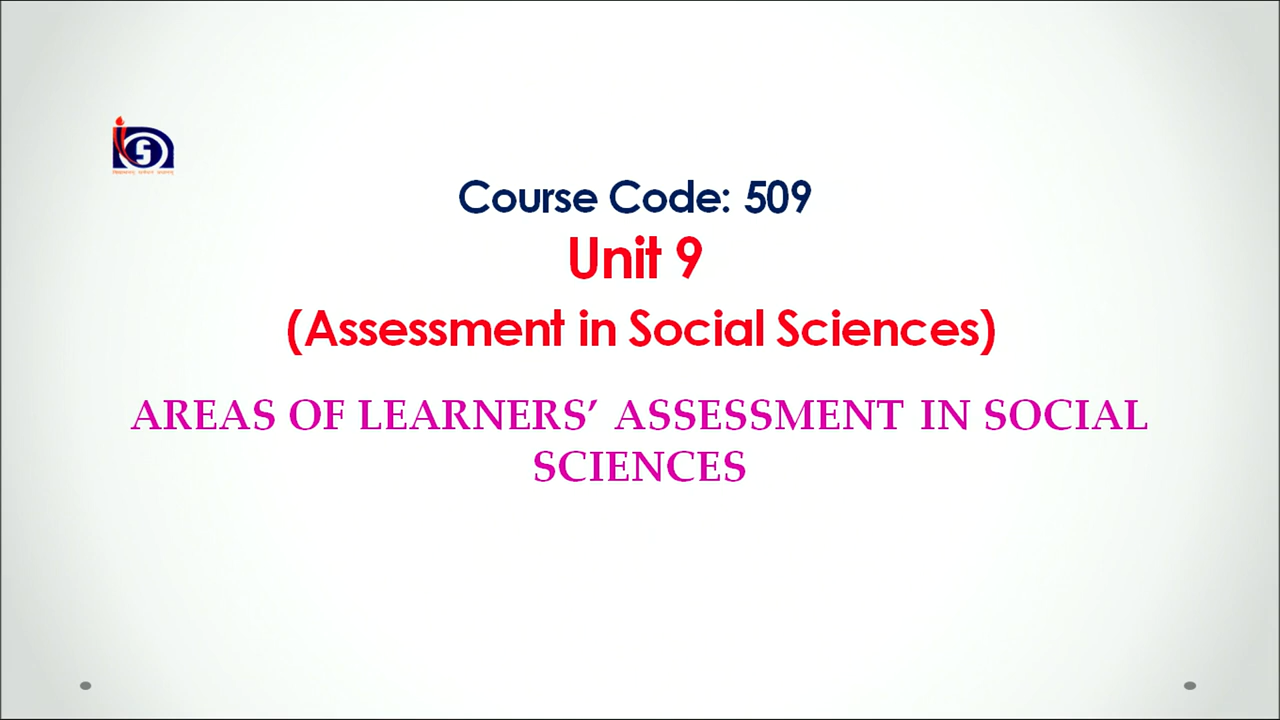 Course Code: 509
Unit 9
(Assessment in Social Sciences)
AREAS OF LEARNERS’ ASSESSMENT IN SOCIAL
SCIENCES